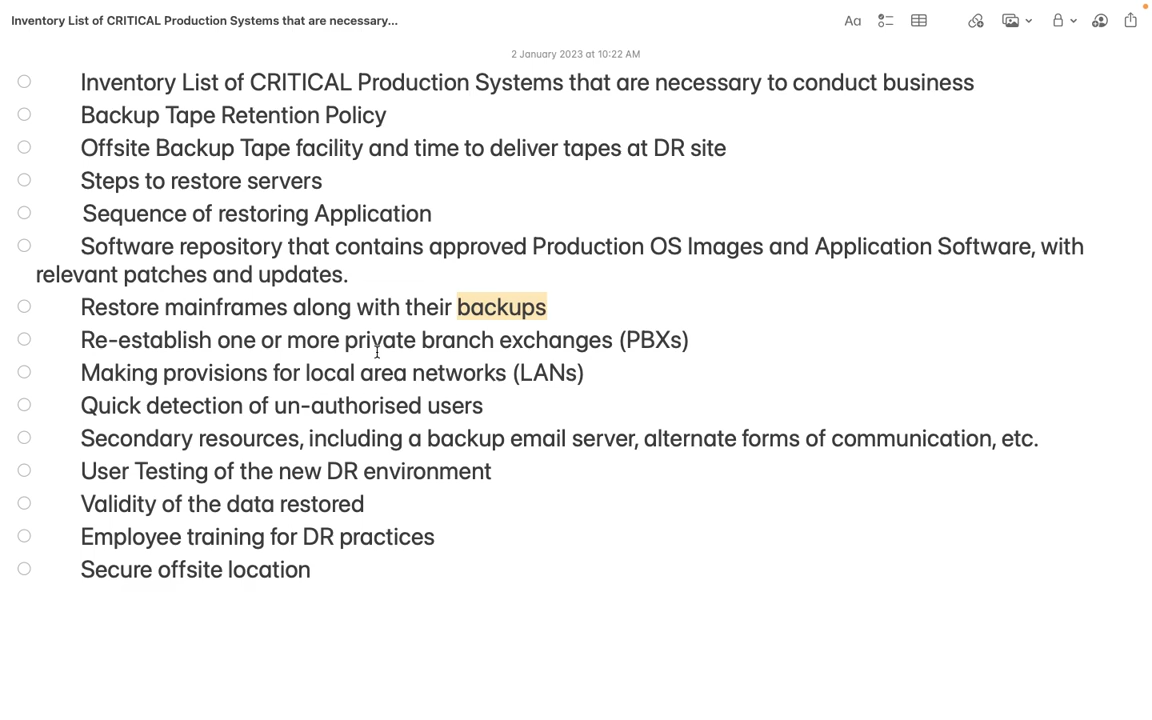 Inventory List of CRITICAL Production Systems that are necessary...
Aa
2 January 2023 at 10:22 AM
Inventory List of CRITICAL Production Systems that are necessary to conduct business
Backup Tape Retention Policy
Offsite Backup Tape facility and time to deliver tapes at DR site
Steps to restore servers
Sequence of restoring Application
Software repository that contains approved Production OS Images and Application Software, with
relevant patches and updates.
Restore mainframes along with their backups
Re-establish one or more private branch exchanges (PBXs)
Making provisions for local area networks (LANs)
Quick detection of un-authorised users
Secondary resources, including a backup email server, alternate forms of communication, etc.
User Testing of the new DR environment
Validity of the data restored
Employee training for DR practices
Secure offsite location